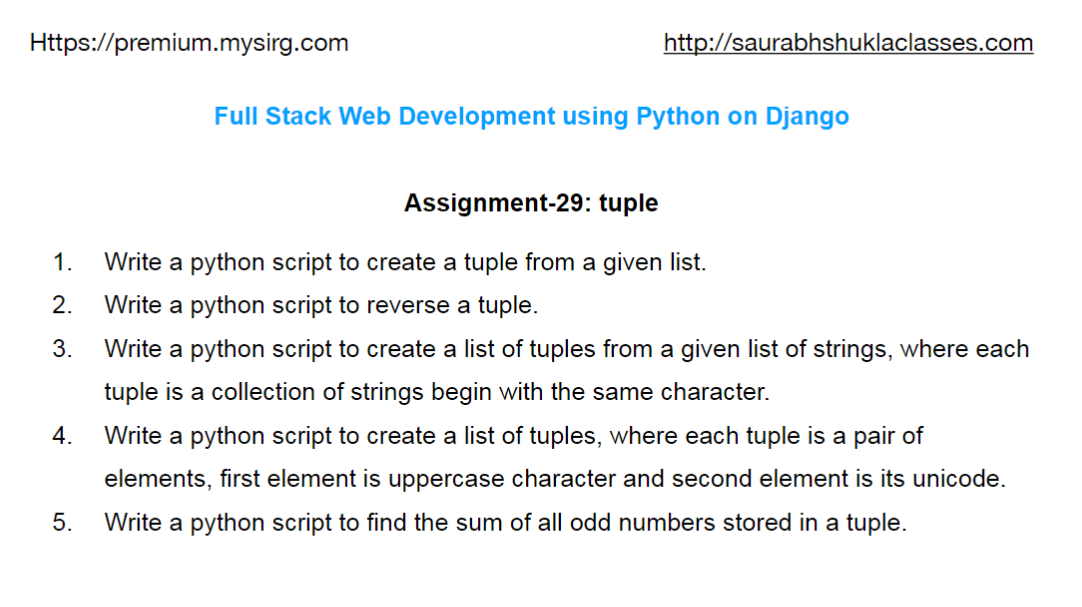 Https://premium.mysirg.com http://saurabhshuklaclasses.com
Full Stack Web Development using Python on Django
Assignment-29: tuple
1. Write a python script to create a tuple from a given list.
2. Write a python script to reverse a tuple.
3. Write a python script to create a list of tuples from a given list of strings, where each
tuple is a collection of strings begin with the same character.
4. Write a python script to create a list of tuples, where each tuple is a pair of
elements, first element is uppercase character and second element is its unicode.
5. Write a python script to find the sum of all odd numbers stored in a tuple.